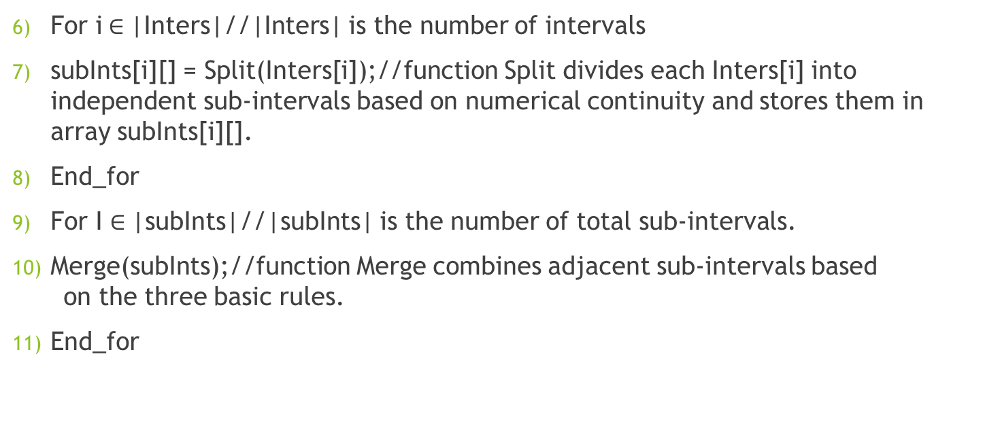 6) For i ∈ |Inters|//|Inters| is the number of intervals
7) subInts[i][] = Split(Inters[i]);//function Split divides each Inters[i] into
independent sub-intervals based on numerical continuity and stores them in
array subInts[i][].
8) End_for
9) For I ∈ |subInts|//|subInts| is the number of total sub-intervals.
10) Merge(subInts);//function Merge combines adjacent sub-intervals based
on the three basic rules.
11) End_for